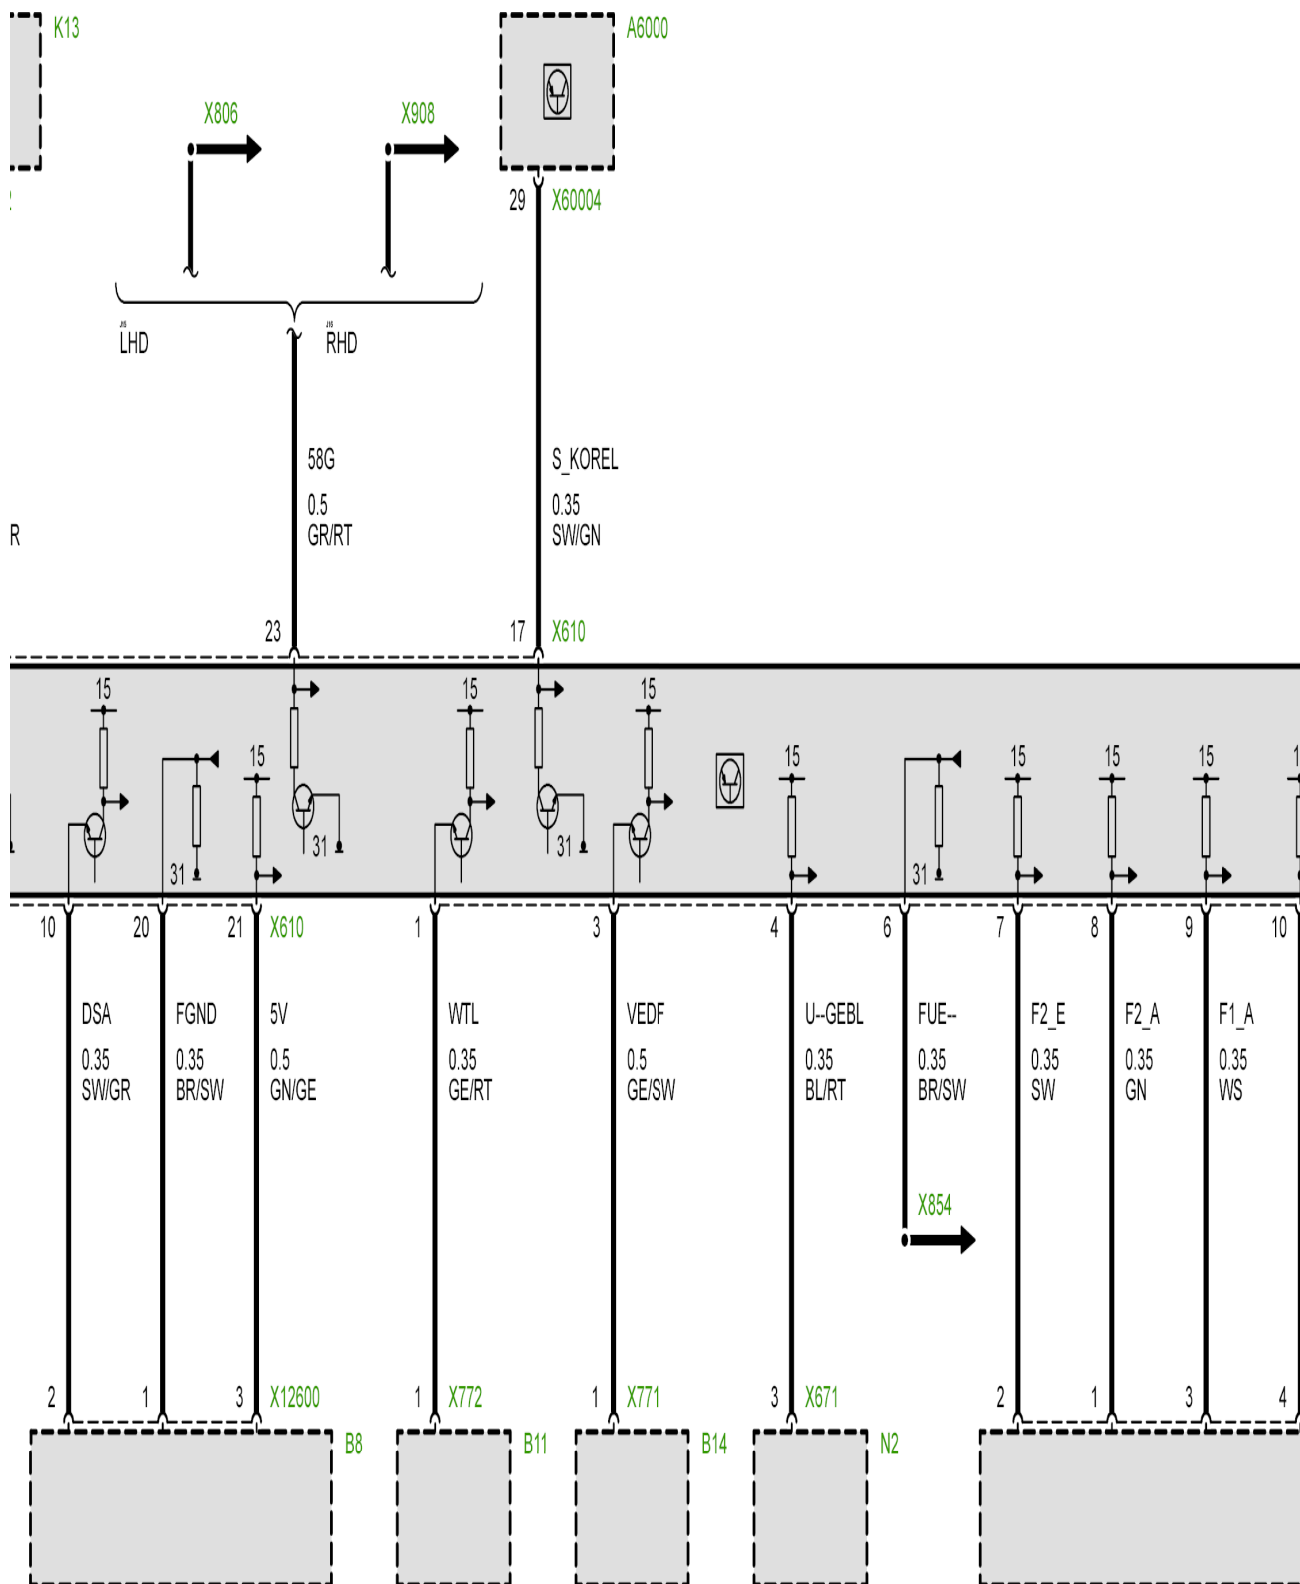 K13
A6000
X806
X908
29
X60004
LHD
RHD
58G
S_KOREL
0.5
0.35
R
GR/RT
SW/GN
23
17
X610
15
15
15
15
15
15
15
15
31
31
31
31
10
20
21
X610
1
3
4
6
7
8
9
10
DSA
FGND
5V
WTL
VEDF
U--GEBL
FUE--
F2_E
F2_A
F1_A
0.35
0.35
0.5
0.35
0.5
0.35
0.35
0.35
0.35
0.35
SW/GR
BR/SW
GN/GE
GE/RT
GE/SW
BL/RT
BR/SW
SW
GN
WS
X854
2
1
3
X12600
1
X772
1
X771
3
X671
2
1
3
4
B8
B11
B14
N2